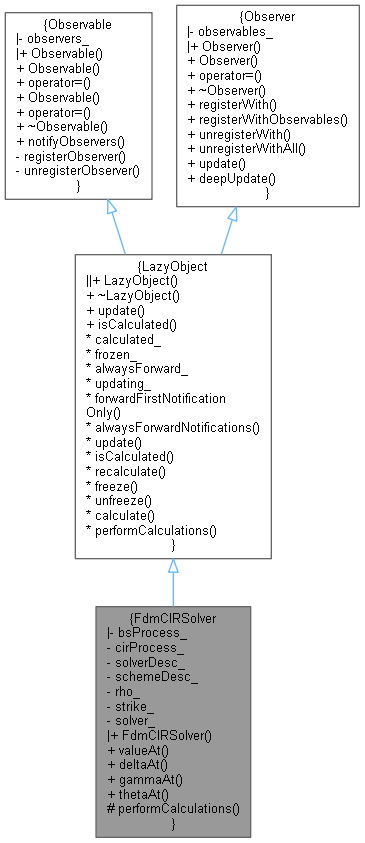 {Observable
|- observers_
|+ Observable()
+ Observable()
+ operator=()
+ Observable()
+ operator=()
+ ~Observable()
+ notifyObservers()
- registerObserver()
- unregisterObserver()
}
{Observer
|- observables_
|+ Observer()
+ Observer()
+ operator=()
+ ~Observer()
+ registerWith()
+ registerWithObservables()
+ unregisterWith()
+ unregisterWithAll()
+ update()
+ deepUpdate()
}
{LazyObject
||+ LazyObject()
+ ~LazyObject()
+ update()
+ isCalculated()
* calculated_
* frozen_
* alwaysForward_
* updating_
* forwardFirstNotification
Only()
* alwaysForwardNotifications()
* update()
* isCalculated()
* recalculate()
* freeze()
* unfreeze()
* calculate()
* performCalculations()
}
{FdmCIRSolver
|- bsProcess_
- cirProcess_
- solverDesc_
- schemeDesc_
- rho_
- strike_
- solver_
|+ FdmCIRSolver()
+ valueAt()
+ deltaAt()
+ gammaAt()
+ thetaAt()
# performCalculations()
}